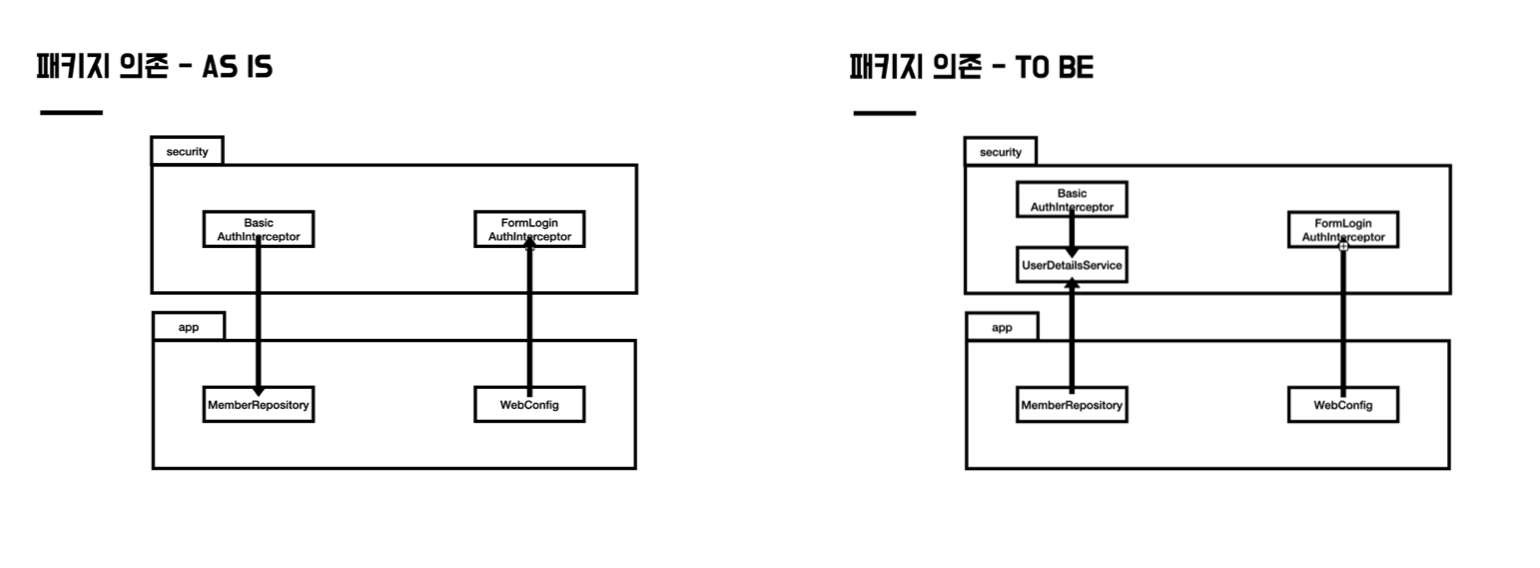 패키지 의존 - AS IS
security
Basic
AuthInterceptor
FormLogin
AuthInterceptor
app
MemberRepository
WebConfig
패키지 의존 - TO BE
security
Basic
AuthInterceptor
UserDetailsService
FormLogin
AuthInterceptor
app
MemberRepository
WebConfig